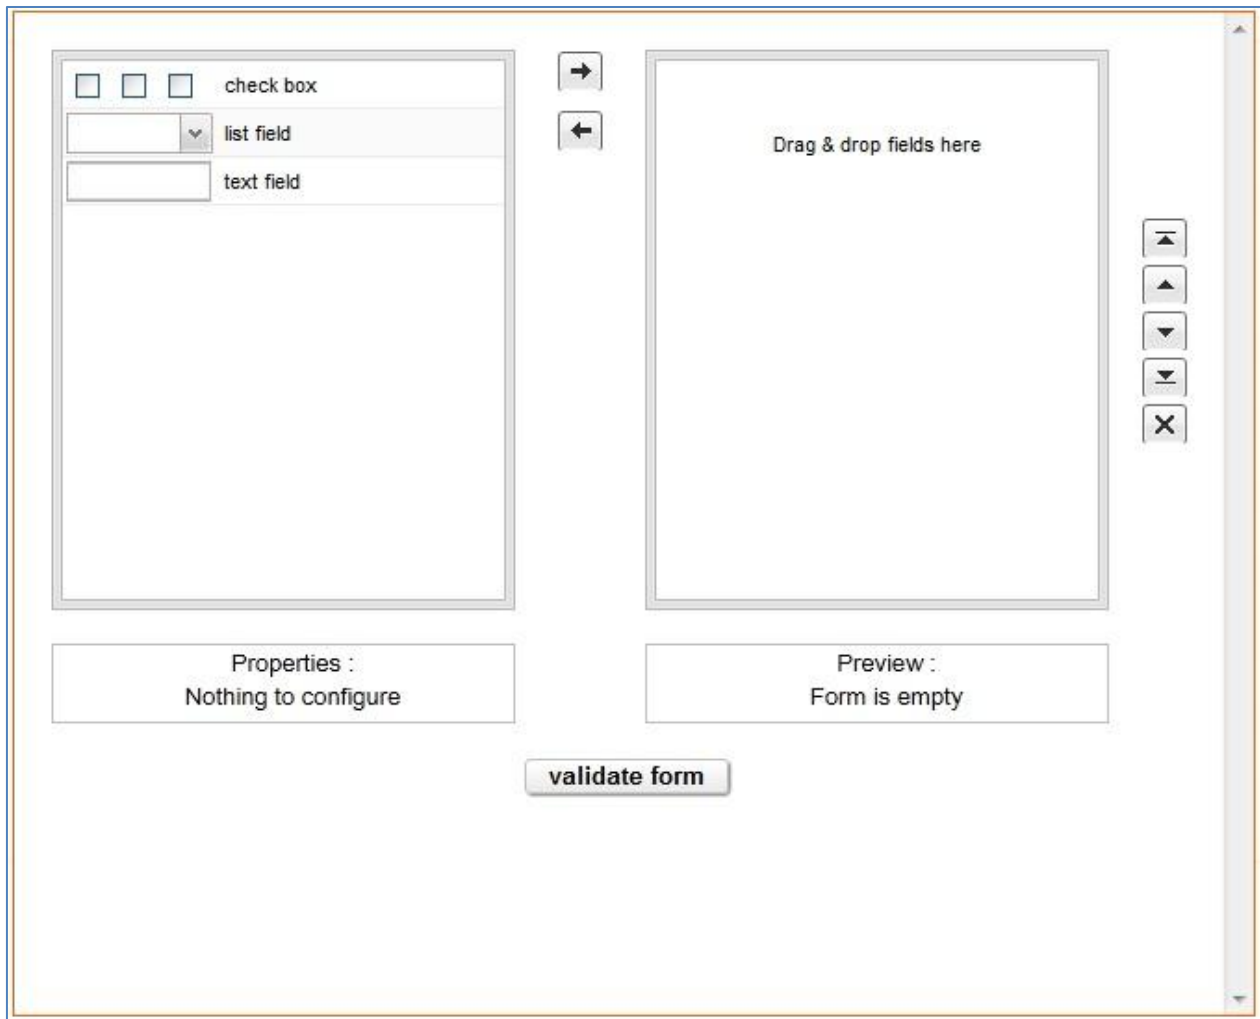 check box
list field
text field
Drag & drop fields here
Properties :
Nothing to configure
Preview :
Form is empty
validate form